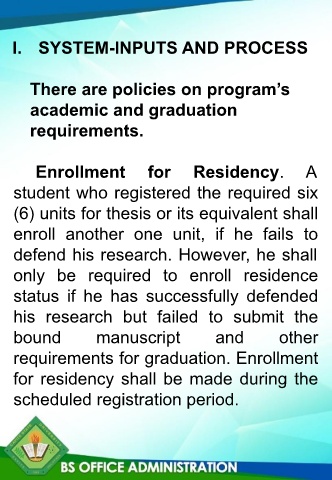 I. SYSTEM-INPUTS AND PROCESS
There are policies on program’s
academic and graduation
requirements.
Enrollment for Residency. A
student who registered the required six
(6) units for thesis or its equivalent shall
enroll another one unit, if he fails to
defend his research. However, he shall
only be required to enroll residence
status if he has successfully defended
his research but failed to submit the
bound manuscript and other
requirements for graduation. Enrollment
for residency shall be made during the
scheduled registration period.
BS OFFICE ADMINISTRATION